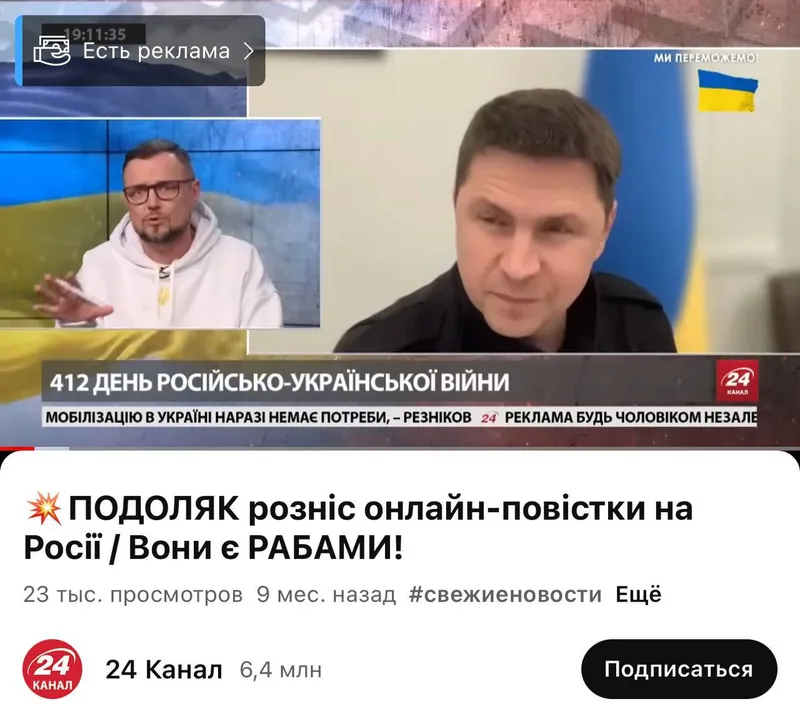 19:11:35
Есть реклама
МИ ПЕРЕМОЖЕМО!
412 ДЕНЬ РОСІЙСЬКО-УКРАЇНСЬКОЇ ВІЙНИ
24
КАНАЛ
МОБІЛІЗАЦІЮ В УКРАЇНІ НАРАЗІ НЕМАЄ ПОТРЕБИ, – РЕЗНІКОВ 24 РЕКЛАМА БУДЬ ЧОЛОВІКОМ НЕЗАЛЕ
💥ПОДОЛЯК розніс онлайн-повістки на
Росії / Вони є РАБАМИ!
23 тыс. просмотров 9 мес. назад #свежиеновости Ещё
24
КАНАЛ
24 Канал 6,4 млн
Подписаться